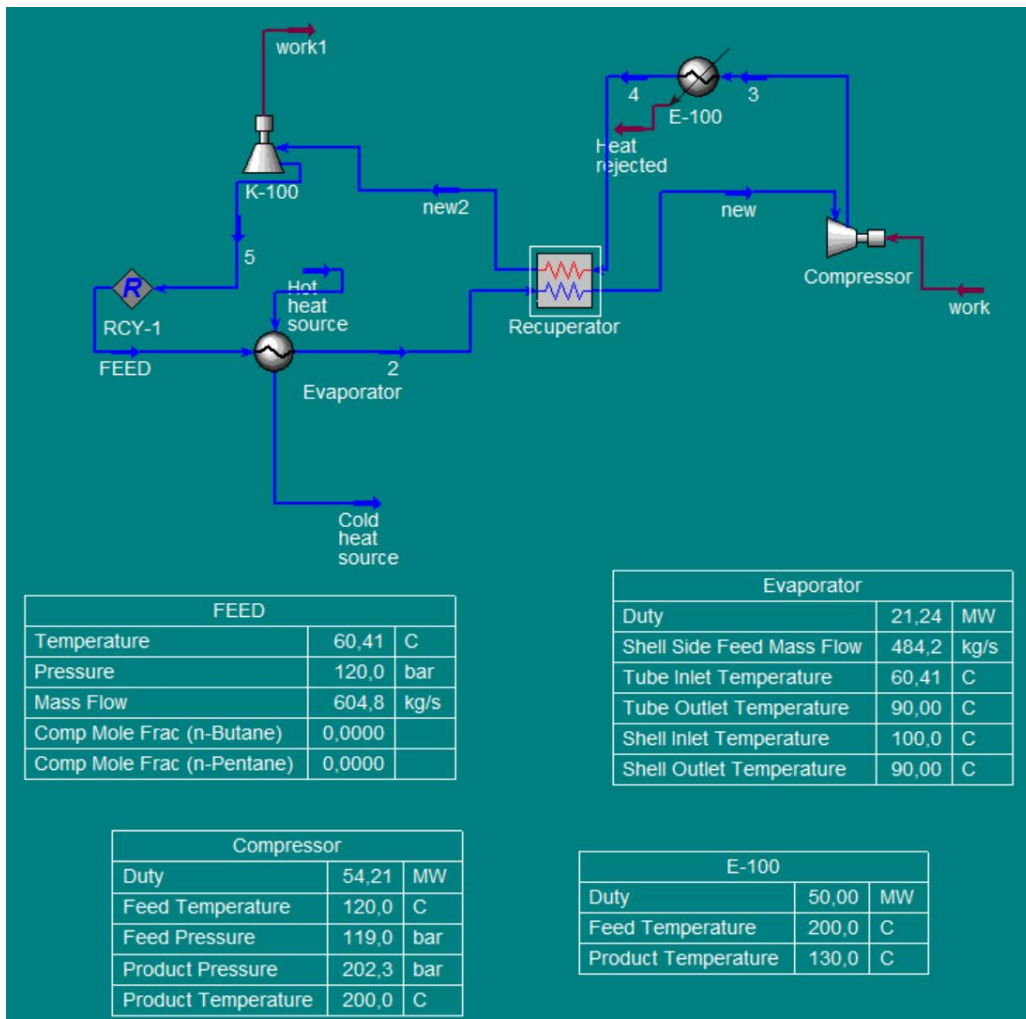 work1
4
3
E-100
Heat
rejected
K-100
new2
new
5
Hot
heat
source
Compressor
R
RCY-1
Recuperator
work
FEED
2
Evaporator
Cold
heat
source
FEED
Temperature 60,41 C
Pressure 120,0 bar
Mass Flow 604,8 kg/s
Comp Mole Frac (n-Butane) 0,0000
Comp Mole Frac (n-Pentane) 0,0000
Evaporator
Duty 21,24 MW
Shell Side Feed Mass Flow 484,2 kg/s
Tube Inlet Temperature 60,41 C
Tube Outlet Temperature 90,00 C
Shell Inlet Temperature 100,0 C
Shell Outlet Temperature 90,00 C
Compressor
Duty 54,21 MW
Feed Temperature 120,0 C
Feed Pressure 119,0 bar
Product Pressure 202,3 bar
Product Temperature 200,0 C
E-100
Duty 50,00 MW
Feed Temperature 200,0 C
Product Temperature 130,0 C